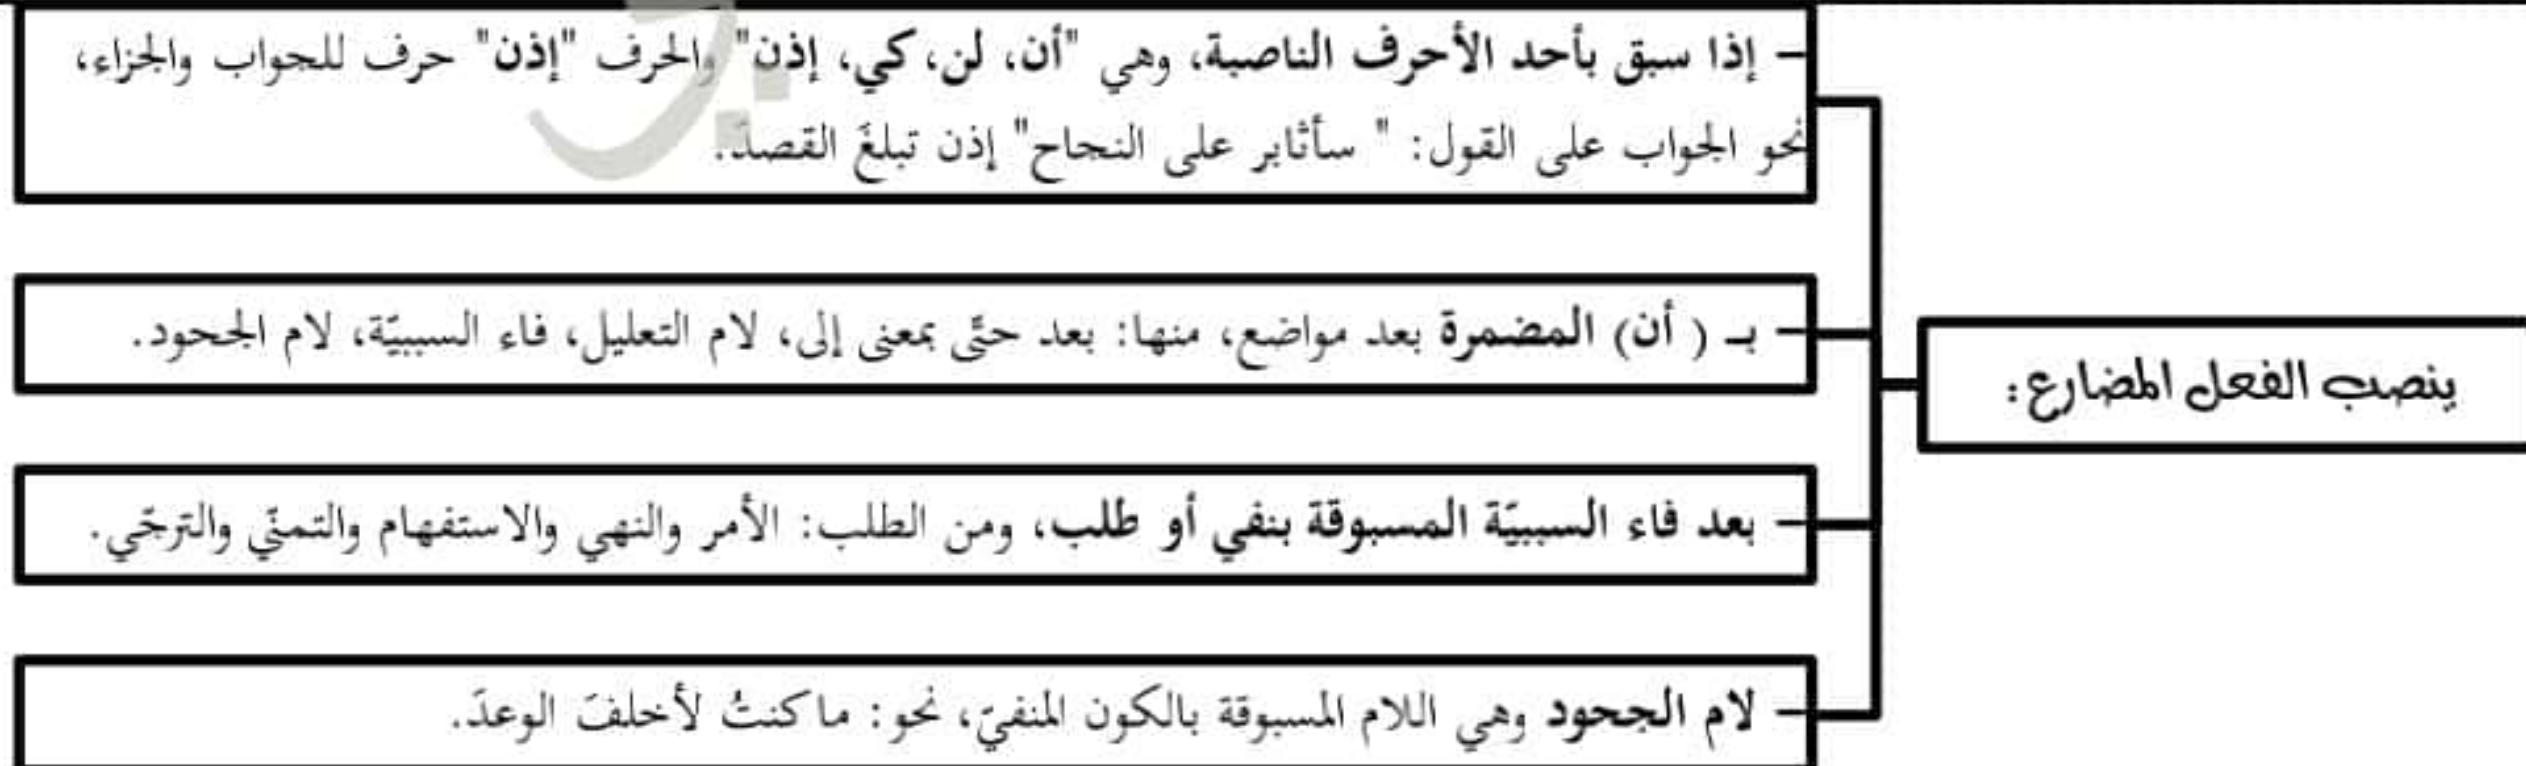 ينصب الفعل المضارع:
– إذا سبق بأحد الأحرف الناصبة، وهي "أن، لن، كي، إذن" والحرف "إذن" حرف للجواب والجزاء،
نحو الجواب على القول: " سأثابر على النجاح" إذن تبلغَ القصدَ.
– بـ ( أن) المضمرة بعد مواضع، منها: بعد حتّى بمعنى إلى، لام التعليل، فاء السببيّة، لام الجحود.
– بعد فاء السببيّة المسبوقة بنفي أو طلب، ومن الطلب: الأمر والنهي والاستفهام والتمنّي والترجّي.
– لام الجحود وهي اللام المسبوقة بالكون المنفيّ، نحو: ما كنتُ لأخلفَ الوعدَ.